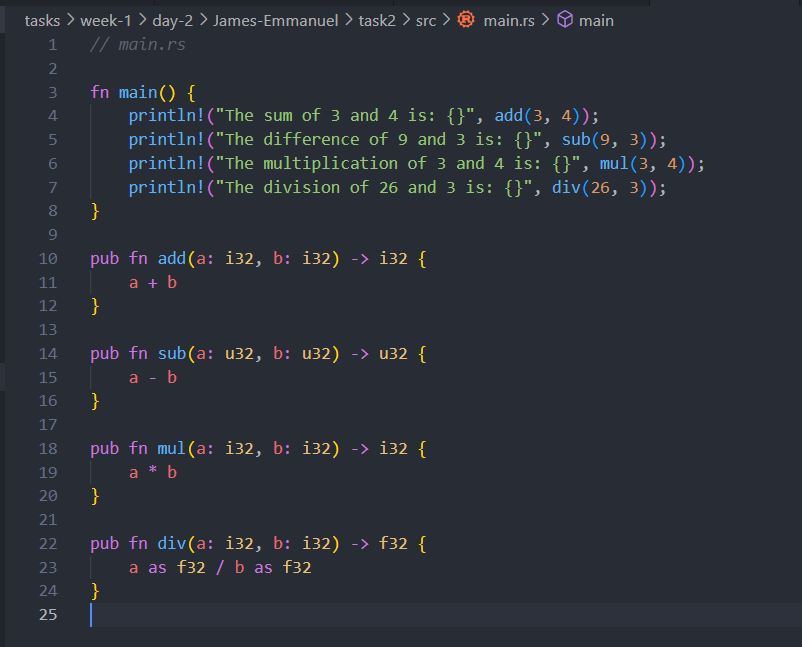 tasks > week-1 > day-2 > James-Emmanuel > task2 > src > main.rs > main
1 // main.rs
2
3 fn main() {
4     println!("The sum of 3 and 4 is: {}", add(3, 4));
5     println!("The difference of 9 and 3 is: {}", sub(9, 3));
6     println!("The multiplication of 3 and 4 is: {}", mul(3, 4));
7     println!("The division of 26 and 3 is: {}", div(26, 3));
8 }
9
10 pub fn add(a: i32, b: i32) -> i32 {
11     a + b
12 }
13
14 pub fn sub(a: u32, b: u32) -> u32 {
15     a - b
16 }
17
18 pub fn mul(a: i32, b: i32) -> i32 {
19     a * b
20 }
21
22 pub fn div(a: i32, b: i32) -> f32 {
23     a as f32 / b as f32
24 }
25